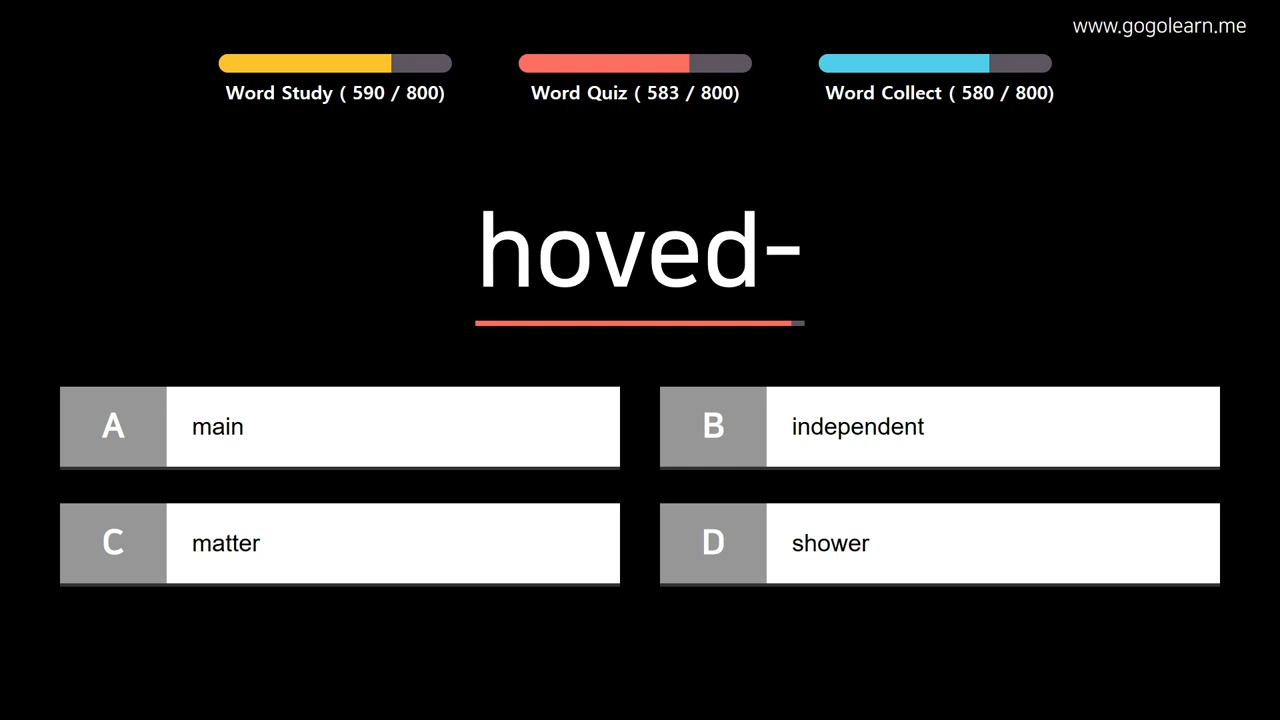 www.gogolearn.me
Word Study ( 590 / 800)
Word Quiz ( 583 / 800)
Word Collect ( 580 / 800)
hoved-
A main
B independent
C matter
D shower